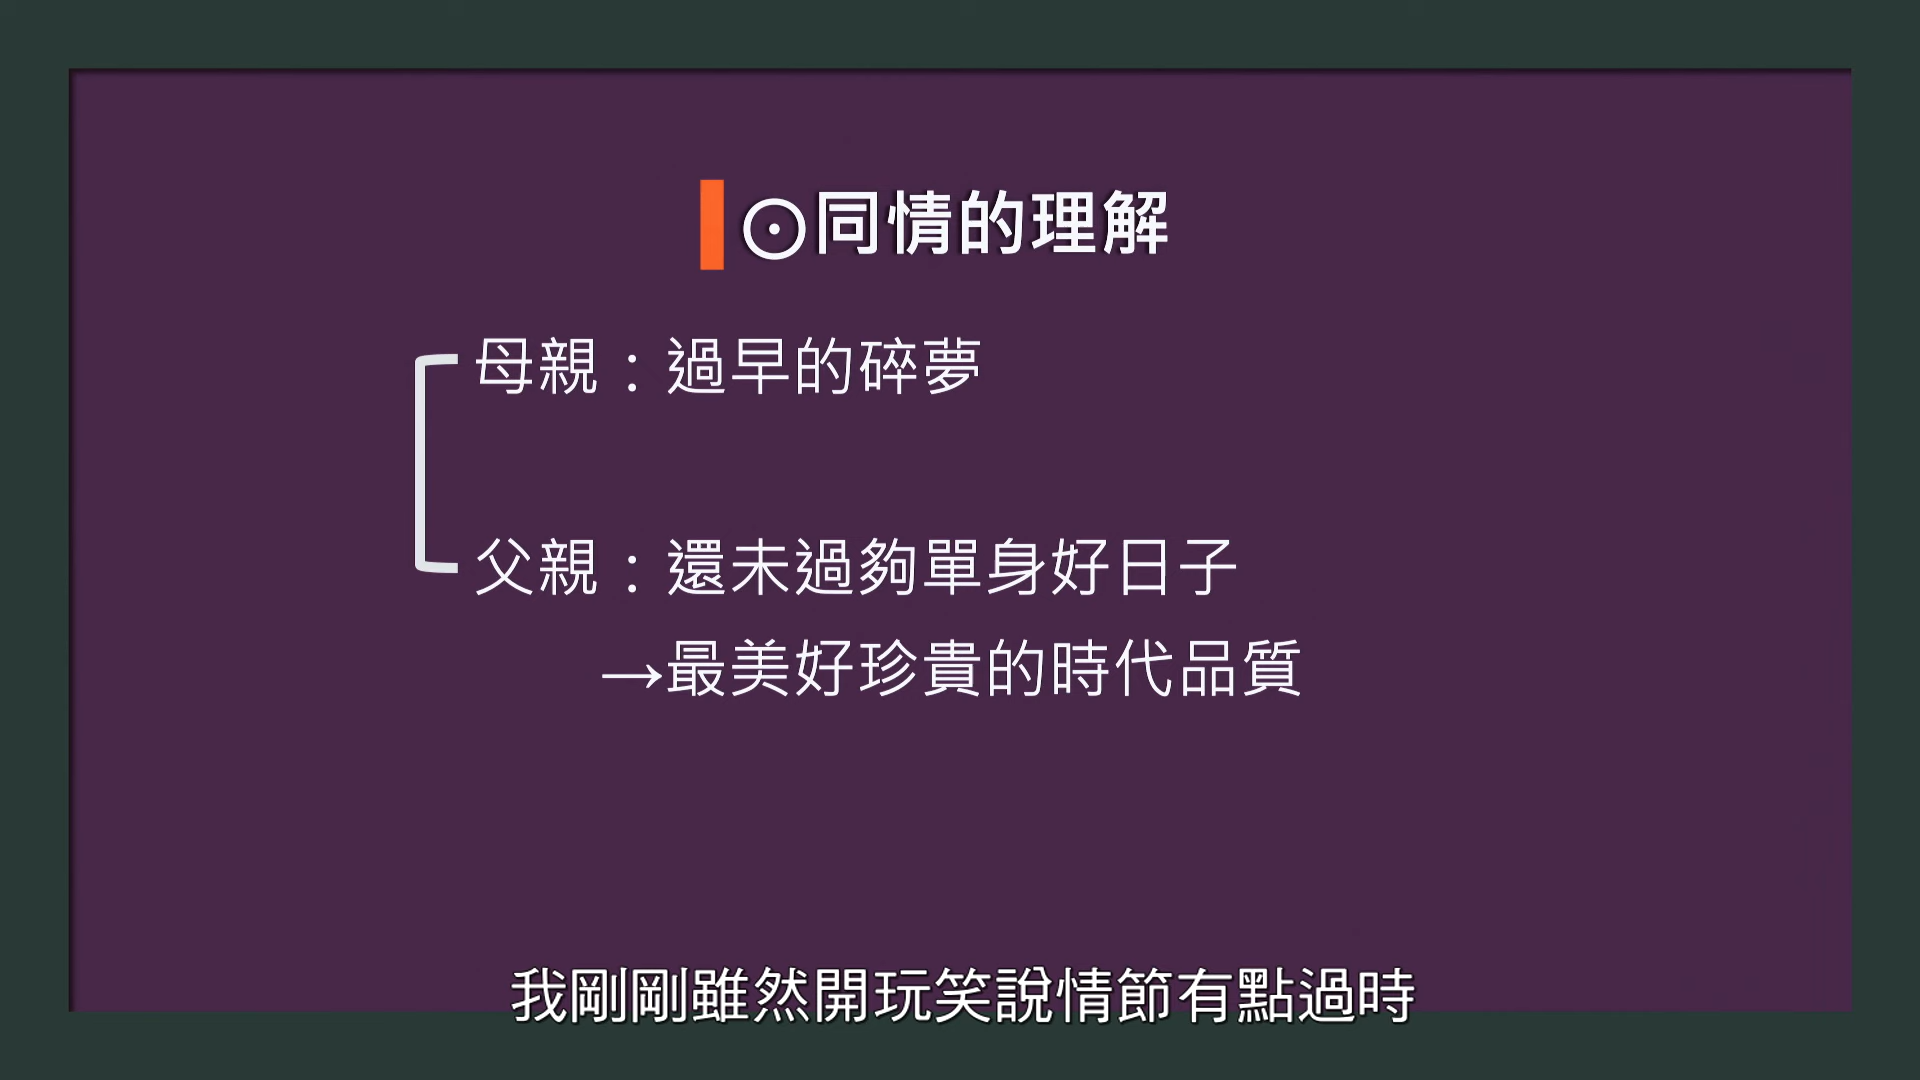 ⊙同情的理解
母親：過早的碎夢
父親：還未過夠單身好日子
→最美好珍貴的時代品質
我剛剛雖然開玩笑說情節有點過時